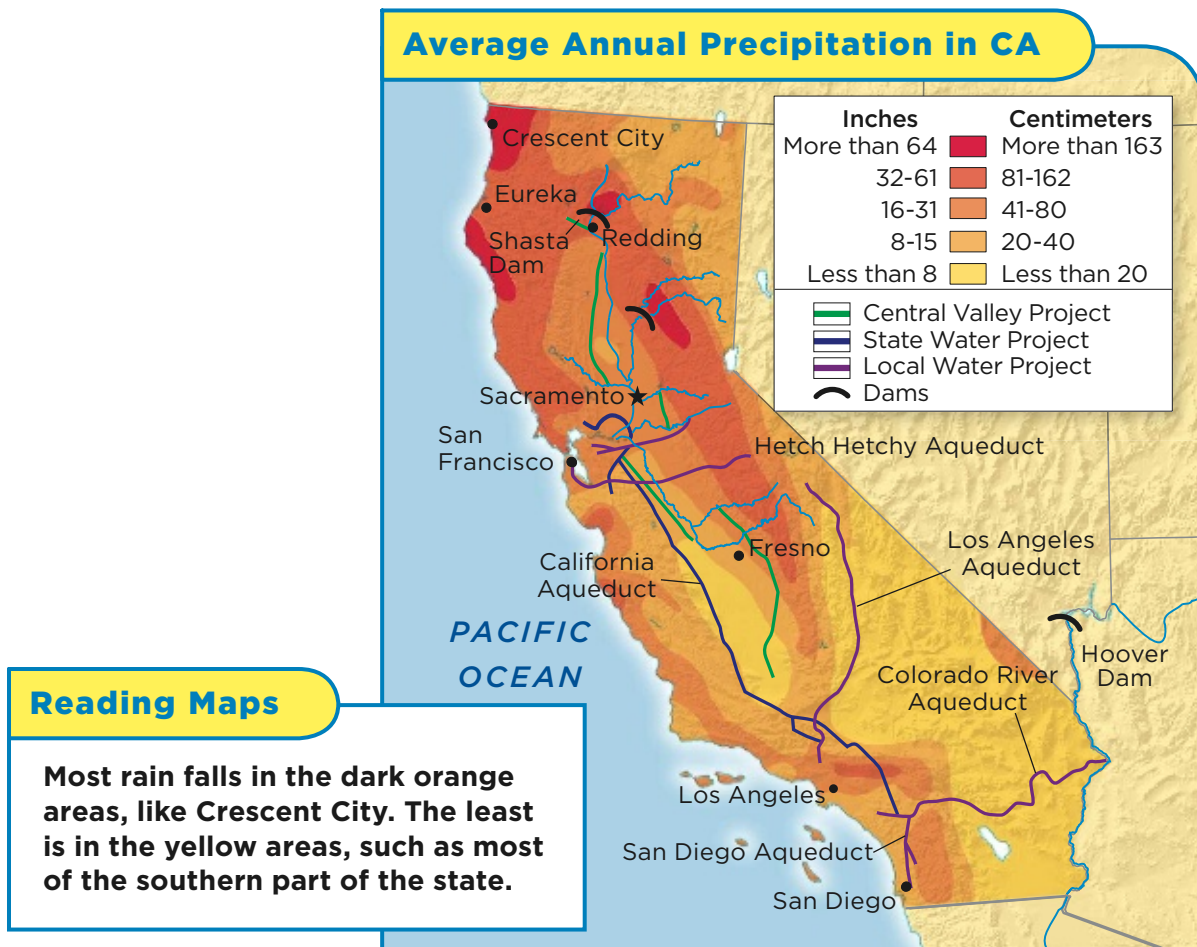 Average Annual Precipitation in CA
Inches Centimeters
More than 64 More than 163
32-61 81-162
16-31 41-80
8-15 20-40
Less than 8 Less than 20
Central Valley Project
State Water Project
Local Water Project
Dams
Crescent City
Eureka
Shasta
Dam
Redding
Sacramento
San
Francisco
Hetch Hetchy Aqueduct
Fresno
Los Angeles
Aqueduct
California
Aqueduct
PACIFIC
OCEAN
Hoover
Dam
Colorado River
Aqueduct
Los Angeles
San Diego Aqueduct
San Diego
Reading Maps
Most rain falls in the dark orange
areas, like Crescent City. The least
is in the yellow areas, such as most
of the southern part of the state.